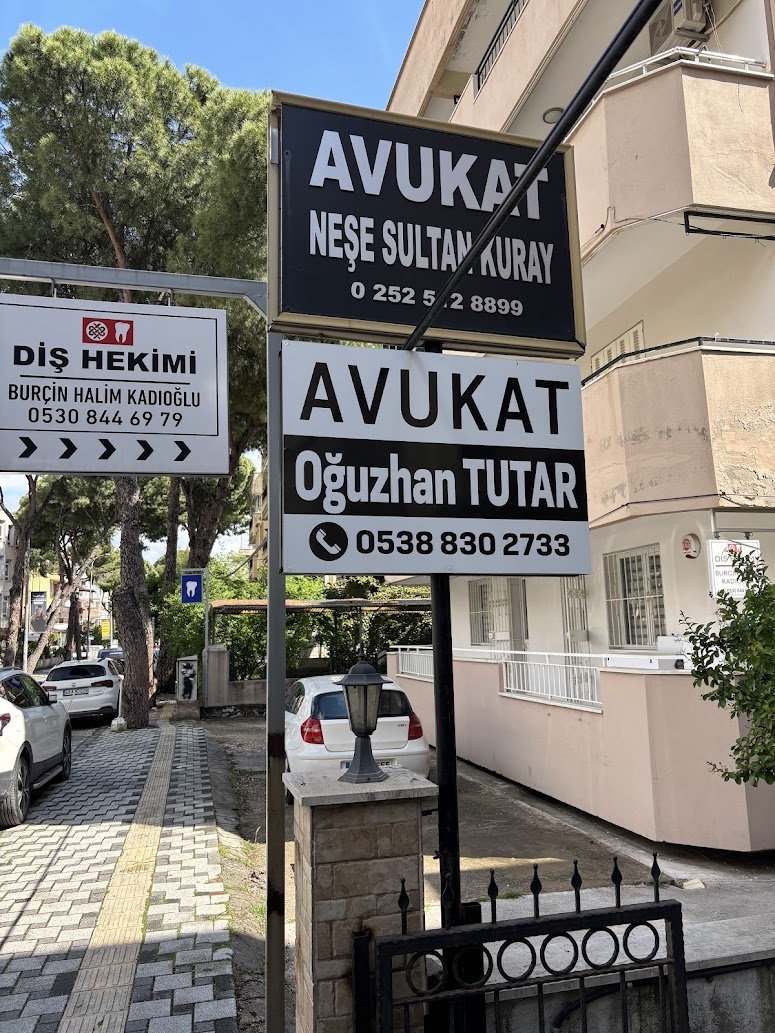 AVUKAT
NEŞE SULTAN KURAY
DİŞ HEKİMİ
BURÇİN HALİM KADIOĞLU
0530 844 69 79
AVUKAT
Oğuzhan TUTAR
0538 830 2733